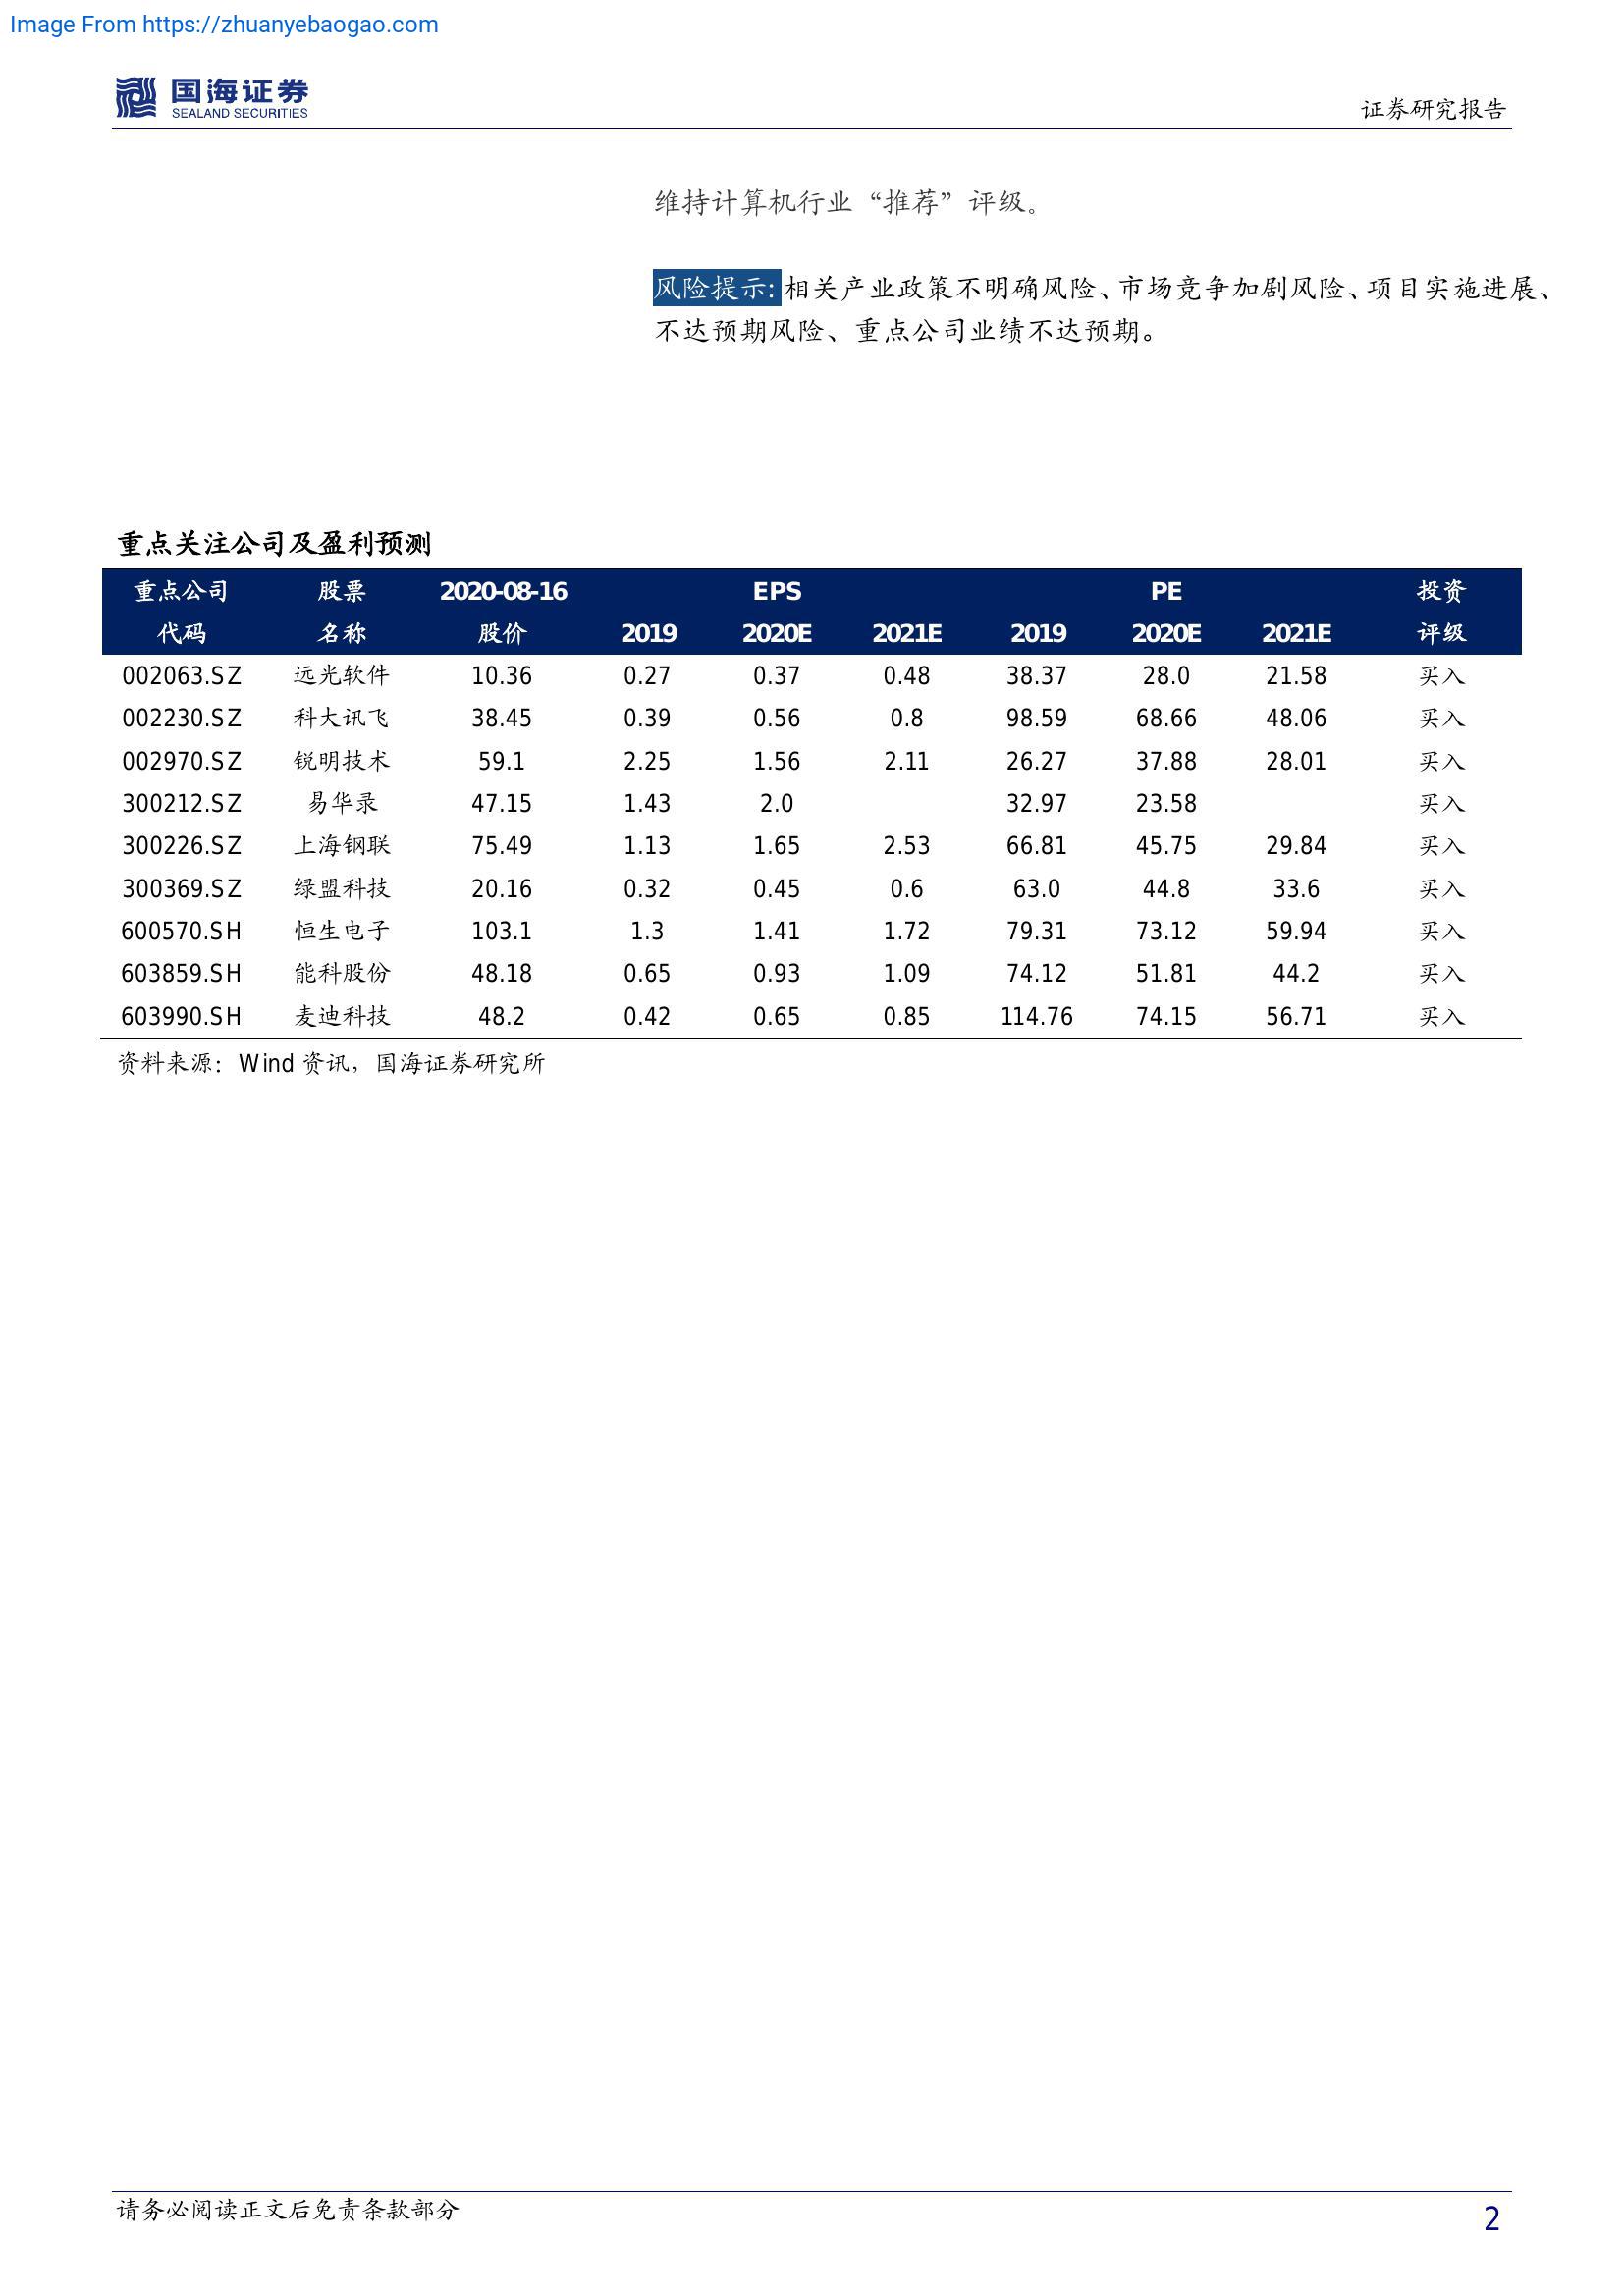 Image From https://zhuanyebaogao.com
国海证券
SEALAND SECURITIES
证券研究报告
维持计算机行业“推荐”评级。
风险提示:相关产业政策不明确风险、市场竞争加剧风险、项目实施进展、
不达预期风险、重点公司业绩不达预期。
重点关注公司及盈利预测
重点公司 股票 2020-08-16 EPS PE 投资
代码 名称 股价 2019 2020E 2021E 2019 2020E 2021E 评级
002063.SZ 远光软件 10.36 0.27 0.37 0.48 38.37 28.0 21.58 买入
002230.SZ 科大讯飞 38.45 0.39 0.56 0.8 98.59 68.66 48.06 买入
002970.SZ 锐明技术 59.1 2.25 1.56 2.11 26.27 37.88 28.01 买入
300212.SZ 易华录 47.15 1.43 2.0 32.97 23.58 买入
300226.SZ 上海钢联 75.49 1.13 1.65 2.53 66.81 45.75 29.84 买入
300369.SZ 绿盟科技 20.16 0.32 0.45 0.6 63.0 44.8 33.6 买入
600570.SH 恒生电子 103.1 1.3 1.41 1.72 79.31 73.12 59.94 买入
603859.SH 能科股份 48.18 0.65 0.93 1.09 74.12 51.81 44.2 买入
603990.SH 麦迪科技 48.2 0.42 0.65 0.85 114.76 74.15 56.71 买入
资料来源：Wind 资讯，国海证券研究所
请务必阅读正文后免责条款部分
2